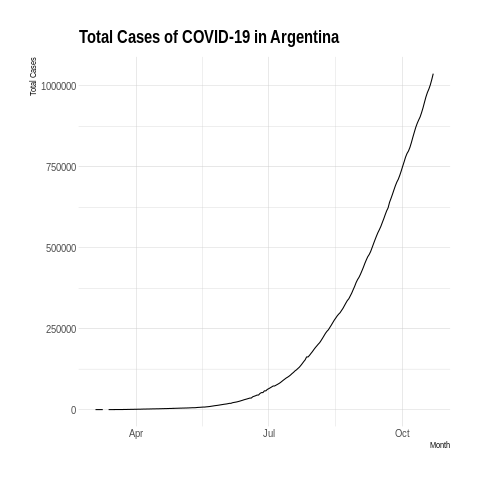 Total Cases of COVID-19 in Argentina
Total Cases
1000000
750000
500000
250000
0
Apr
Jul
Oct
Month